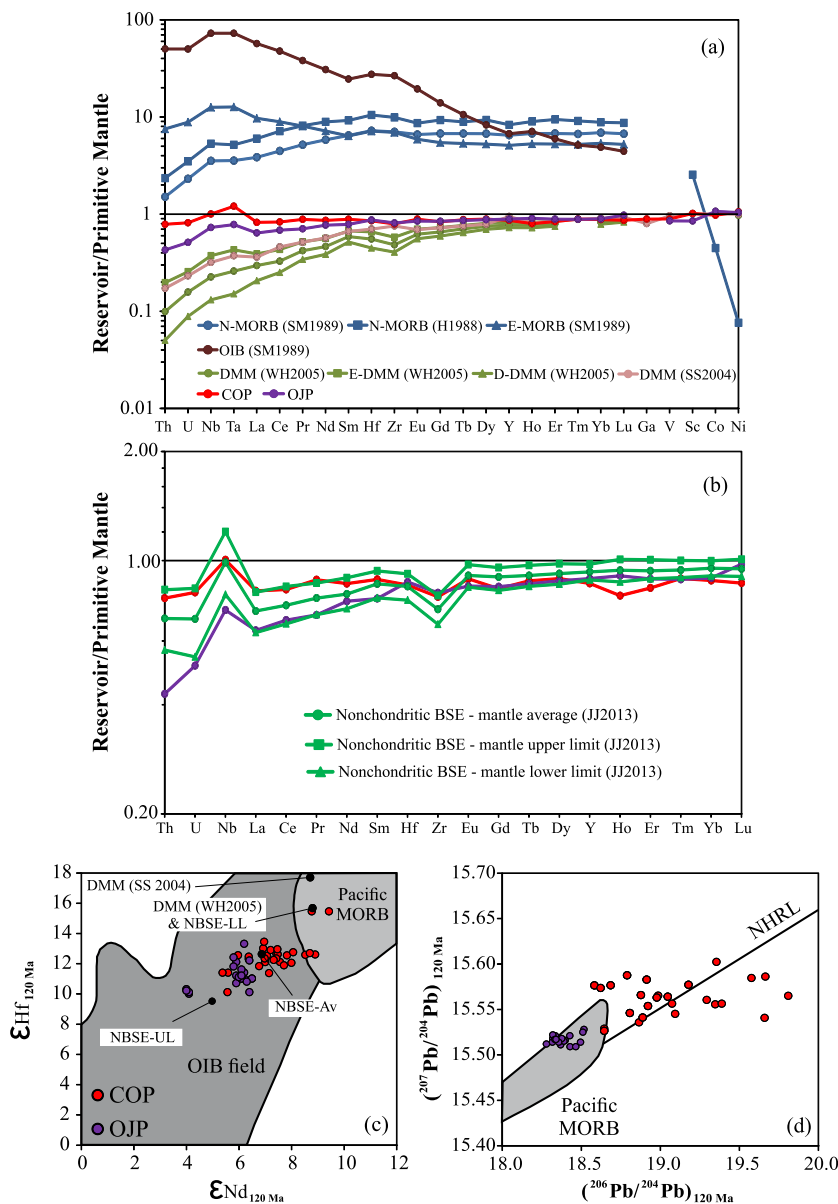 100
(a)
10
1
0.1
0.01
Reservoir/Primitive Mantle
N-MORB (SM1989) N-MORB (H1988) E-MORB (SM1989)
OIB (SM1989)
DMM (WH2005) E-DMM (WH2005) D-DMM (WH2005) DMM (SS2004)
COP OJP
Th U Nb Ta La Ce Pr Nd Sm Hf Zr Eu Gd Tb Dy Y Ho Er Tm Yb Lu Ga V Sc Co Ni
2.00
(b)
1.00
0.20
Reservoir/Primitive Mantle
Nonchondritic BSE - mantle average (JJ2013)
Nonchondritic BSE - mantle upper limit (JJ2013)
Nonchondritic BSE - mantle lower limit (JJ2013)
Th U Nb La Ce Pr Nd Sm Hf Zr Eu Gd Tb Dy Y Ho Er Tm Yb Lu
18
16
14
12
10
8
6
4
2
0
εHf120 Ma
DMM (SS 2004)
DMM (WH2005)
& NBSE-LL
Pacific
MORB
NBSE-Av
NBSE-UL
OIB field
COP
OJP
(c)
0 2 4 6 8 10 12
εNd120 Ma
15.70
15.65
15.60
15.55
15.50
15.45
15.40
(207Pb/204Pb)120 Ma
NHRL
Pacific
MORB
(d)
18.0 18.5 19.0 19.5 20.0
(206Pb/204Pb)120 Ma